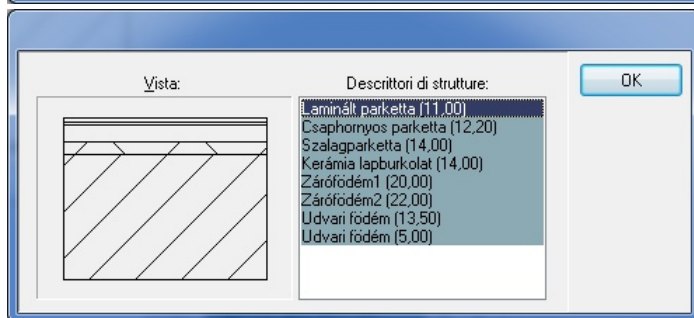 Vista:
Descrittori di strutture:
OK
Laminált parketta (11,00)
Csaphornyos parketta (12,20)
Szalagparketta (14,00)
Kerámia lapburkolat (14,00)
Zárófödém1 (20,00)
Zárófödém2 (22,00)
Udvari födém (13,50)
Udvari födém (5,00)